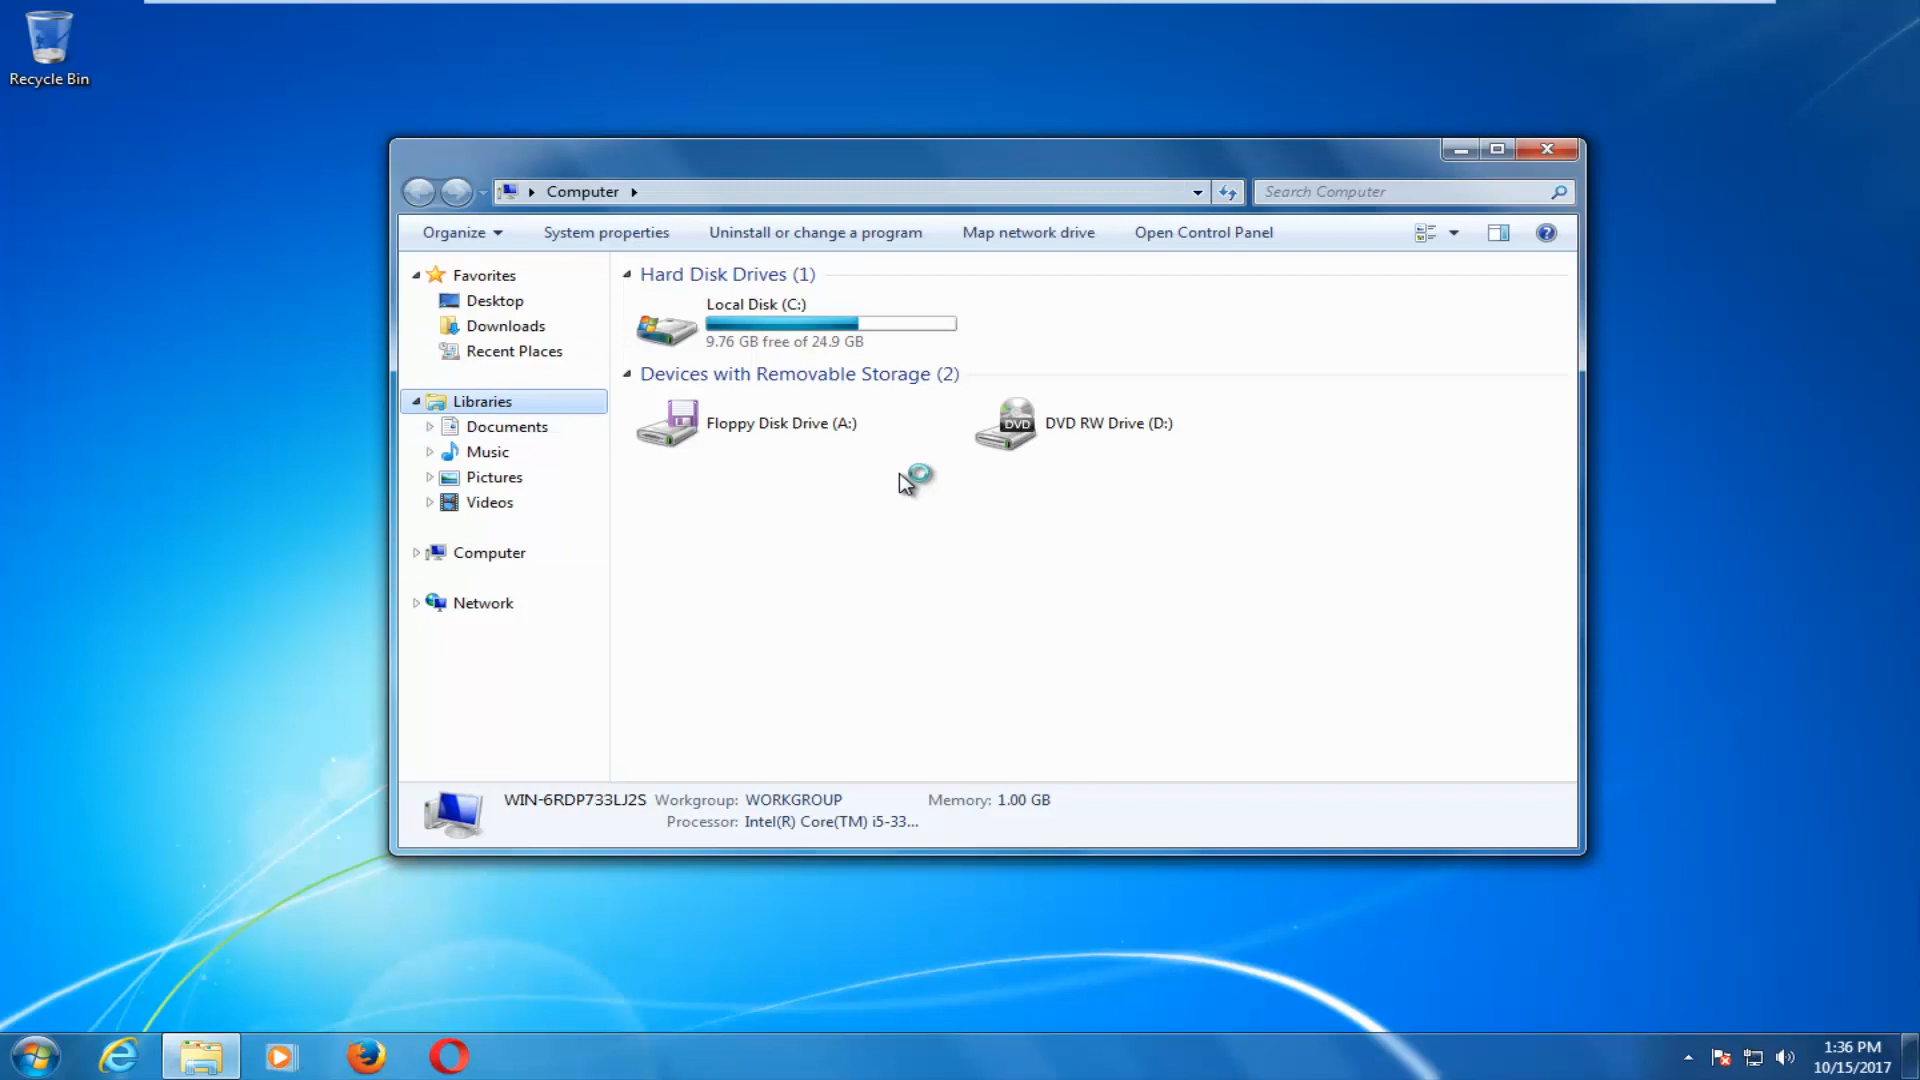 Recycle Bin
Computer
Search Computer
Organize
System properties
Uninstall or change a program
Map network drive
Open Control Panel
Favorites
Desktop
Downloads
Recent Places
Libraries
Documents
Music
Pictures
Videos
Computer
Network
Hard Disk Drives (1)
Local Disk (C:)
9.76 GB free of 24.9 GB
Devices with Removable Storage (2)
Floppy Disk Drive (A:)
DVD
DVD RW Drive (D:)
WIN-6RDP733LJ2S Workgroup: WORKGROUP Memory: 1.00 GB
Processor: Intel(R) Core(TM) i5-33...
1:36 PM
10/15/2017